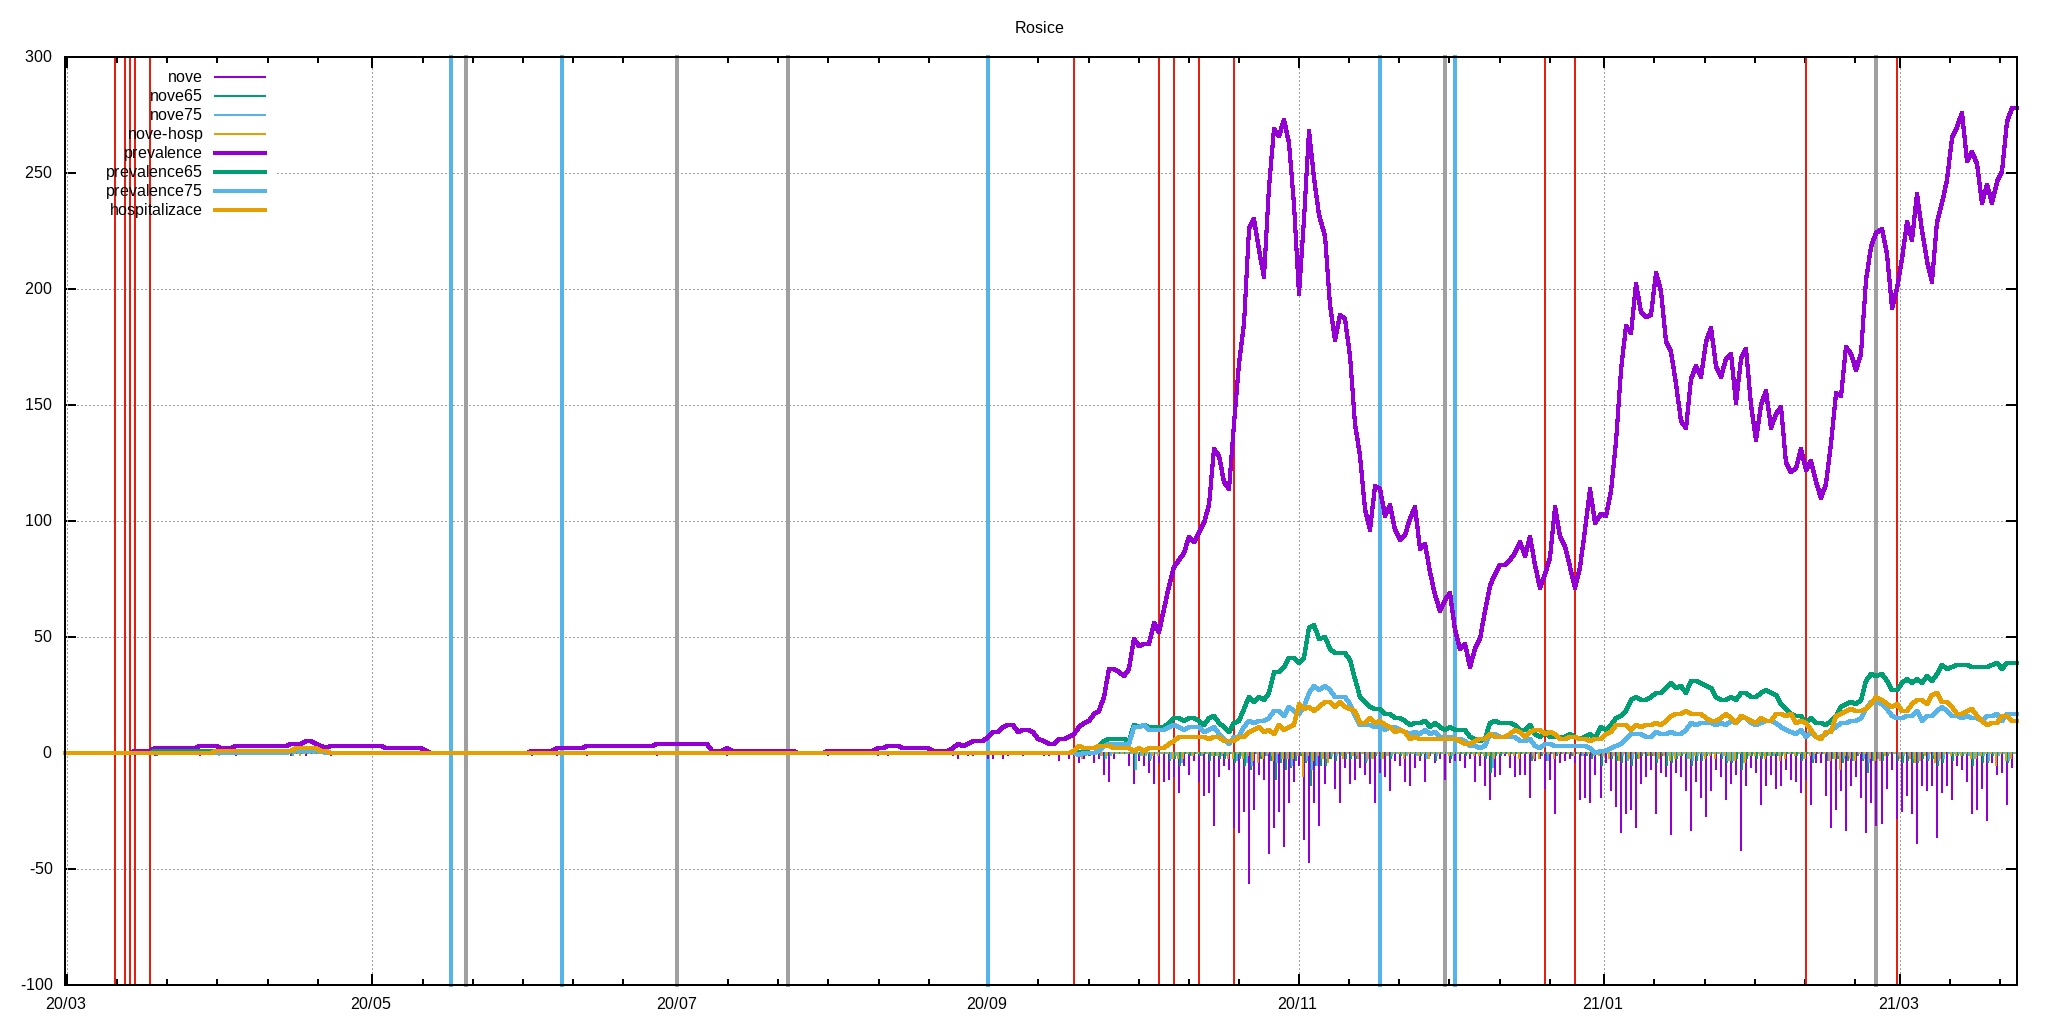 Rosice
300
250
200
150
100
50
0
-50
-100
nove
nove65
nove75
nove-hosp
prevalence
prevalence65
prevalence75
hospitalizace
20/03 20/05 20/07 20/09 20/11 21/01 21/03